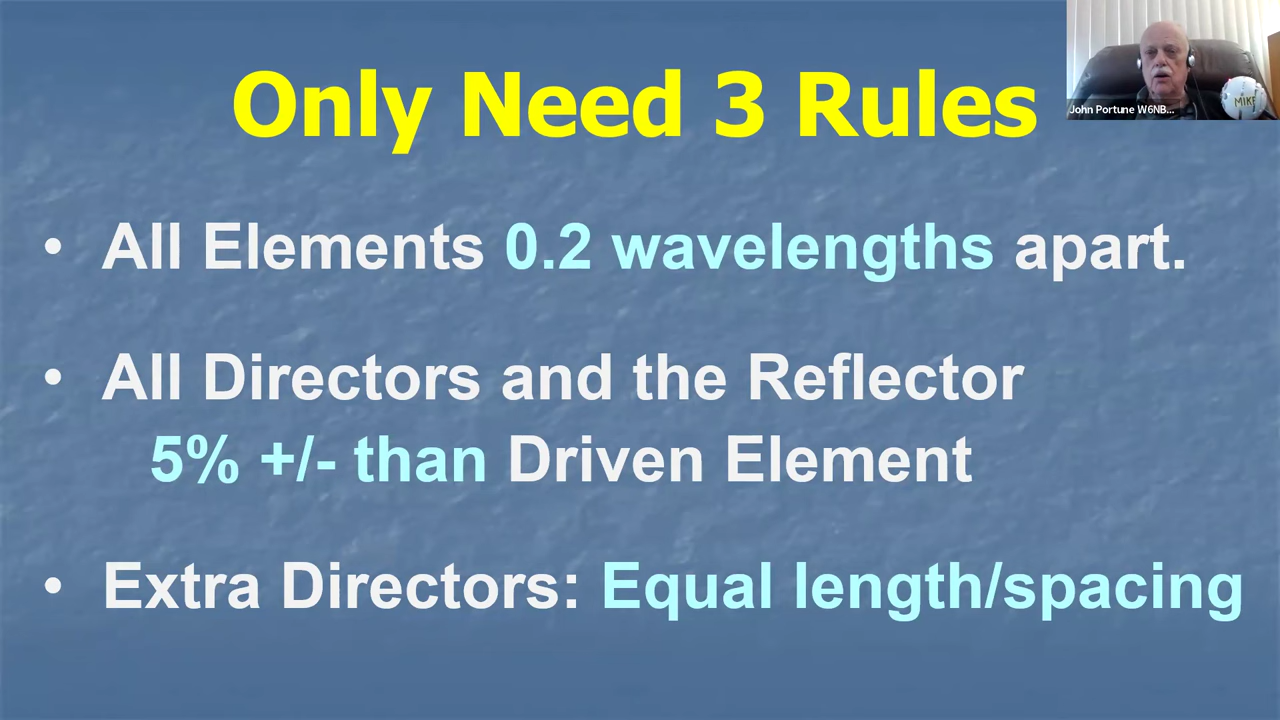 Only Need 3 Rules
John Portune W6NB...
MIKE
• All Elements 0.2 wavelengths apart.
• All Directors and the Reflector
5% +/- than Driven Element
• Extra Directors: Equal length/spacing